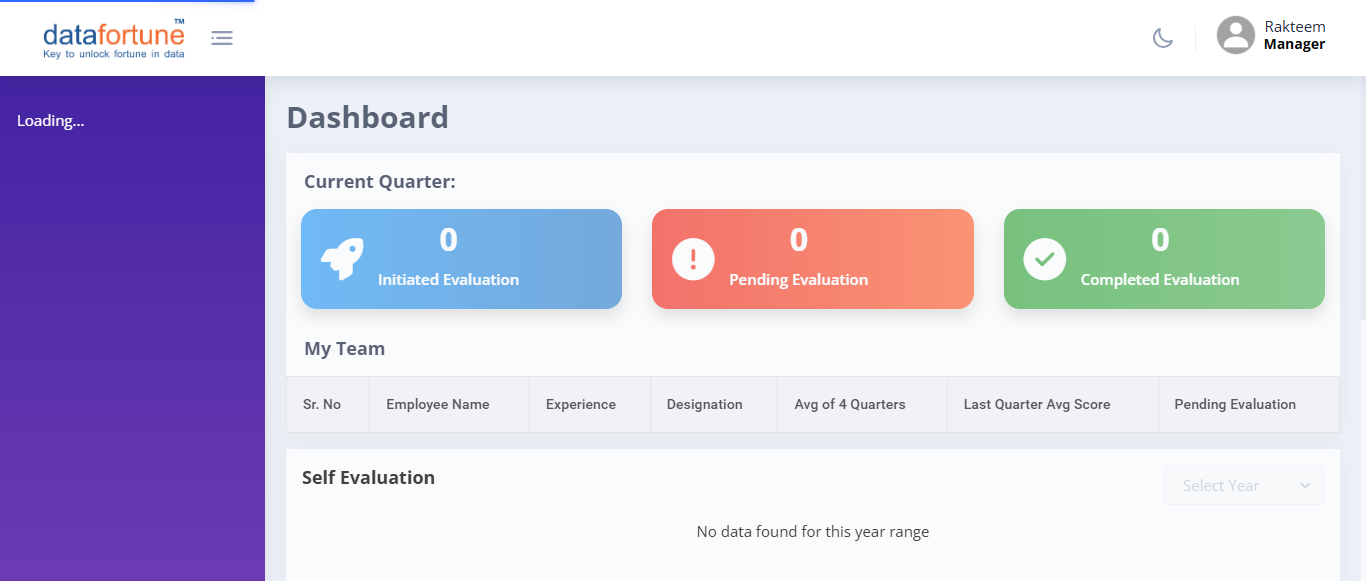 datafortune™
Key to unlock fortune in data
Rakteem
Manager
Loading...
Dashboard
Current Quarter:
0
Initiated Evaluation
0
Pending Evaluation
0
Completed Evaluation
My Team
Sr. No Employee Name Experience Designation Avg of 4 Quarters Last Quarter Avg Score Pending Evaluation
Self Evaluation
Select Year
No data found for this year range